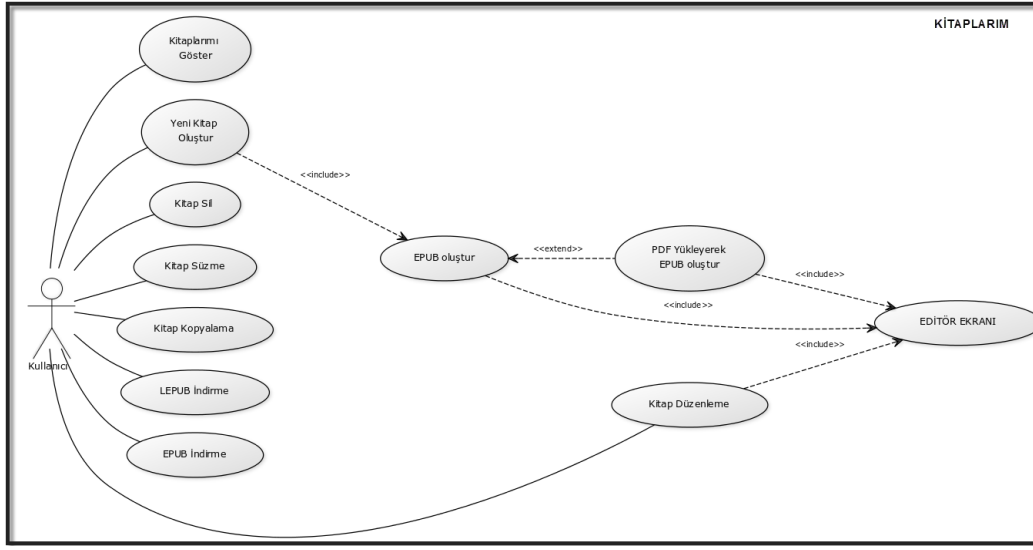 KİTAPLARIM
Kitaplarımı
Göster
Yeni Kitap
Oluştur
<<include>>
Kitap Sil
EPUB oluştur
<<extend>>
PDF Yükleyerek
EPUB oluştur
<<include>>
Kitap Süzme
<<include>>
Kitap Kopyalama
EDİTÖR EKRANI
<<include>>
Kullanıcı
LEPUB İndirme
Kitap Düzenleme
EPUB İndirme